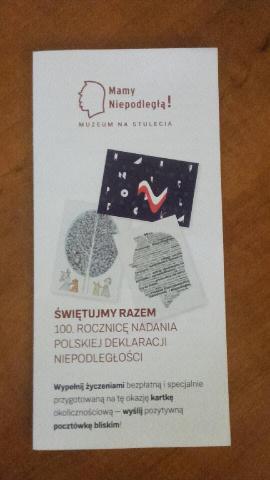 Mamy
Niepodległą!
MUZEUM NA STULECIA
ŚWIĘTUJMY RAZEM
100. ROCZNICĘ NADANIA
POLSKIEJ DEKLARACJI
NIEPODLEGŁOŚCI
Wypełnij życzeniami bezpłatną i specjalnie
przygotowaną na tę okazję kartkę
okolicznościową — wyślij pozytywną
pocztówkę bliskim!